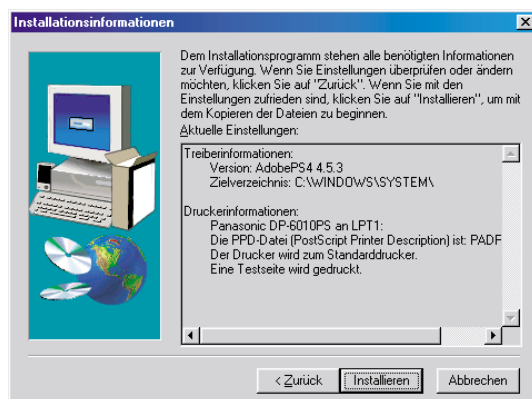 Installationsinformationen
Dem Installationsprogramm stehen alle benötigten Informationen
zur Verfügung. Wenn Sie Einstellungen überprüfen oder ändern
möchten, klicken Sie auf "Zurück". Wenn Sie mit den
Einstellungen zufrieden sind, klicken Sie auf "Installieren", um mit
dem Kopieren der Dateien zu beginnen.
Aktuelle Einstellungen:
Treiberinformationen:
Version: AdobePS4 4.5.3
Zielverzeichnis: C:\WINDOWS\SYSTEM\
Druckerinformationen:
Panasonic DP-6010PS an LPT1:
Die PPD-Datei (PostScript Printer Description) ist: PADF
Der Drucker wird zum Standarddrucker.
Eine Testseite wird gedruckt.
< Zurück Installieren Abbrechen